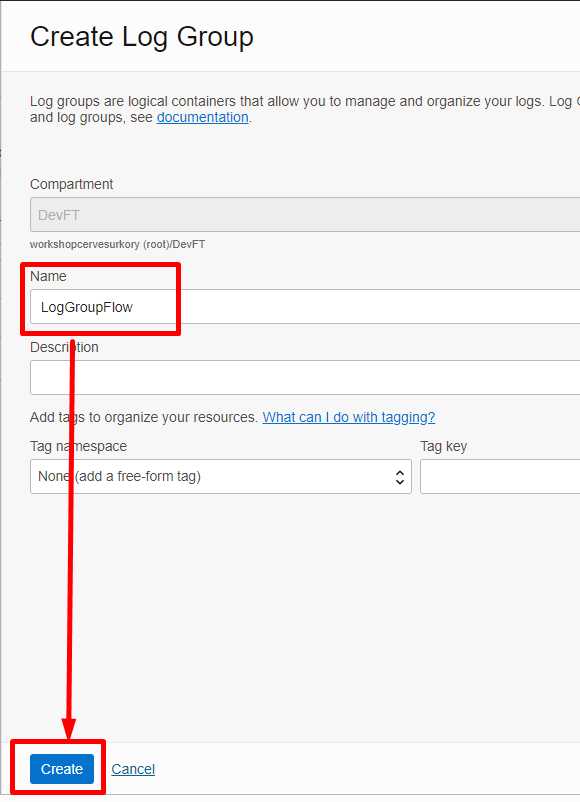 Create Log Group
Log groups are logical containers that allow you to manage and organize your logs. Log
and log groups, see documentation.
Compartment
DevFT
workshopcervesurkory (root)/DevFT
Name
LogGroupFlow
Description
Add tags to organize your resources. What can I do with tagging?
Tag namespace Tag key
None (add a free-form tag)
Create Cancel